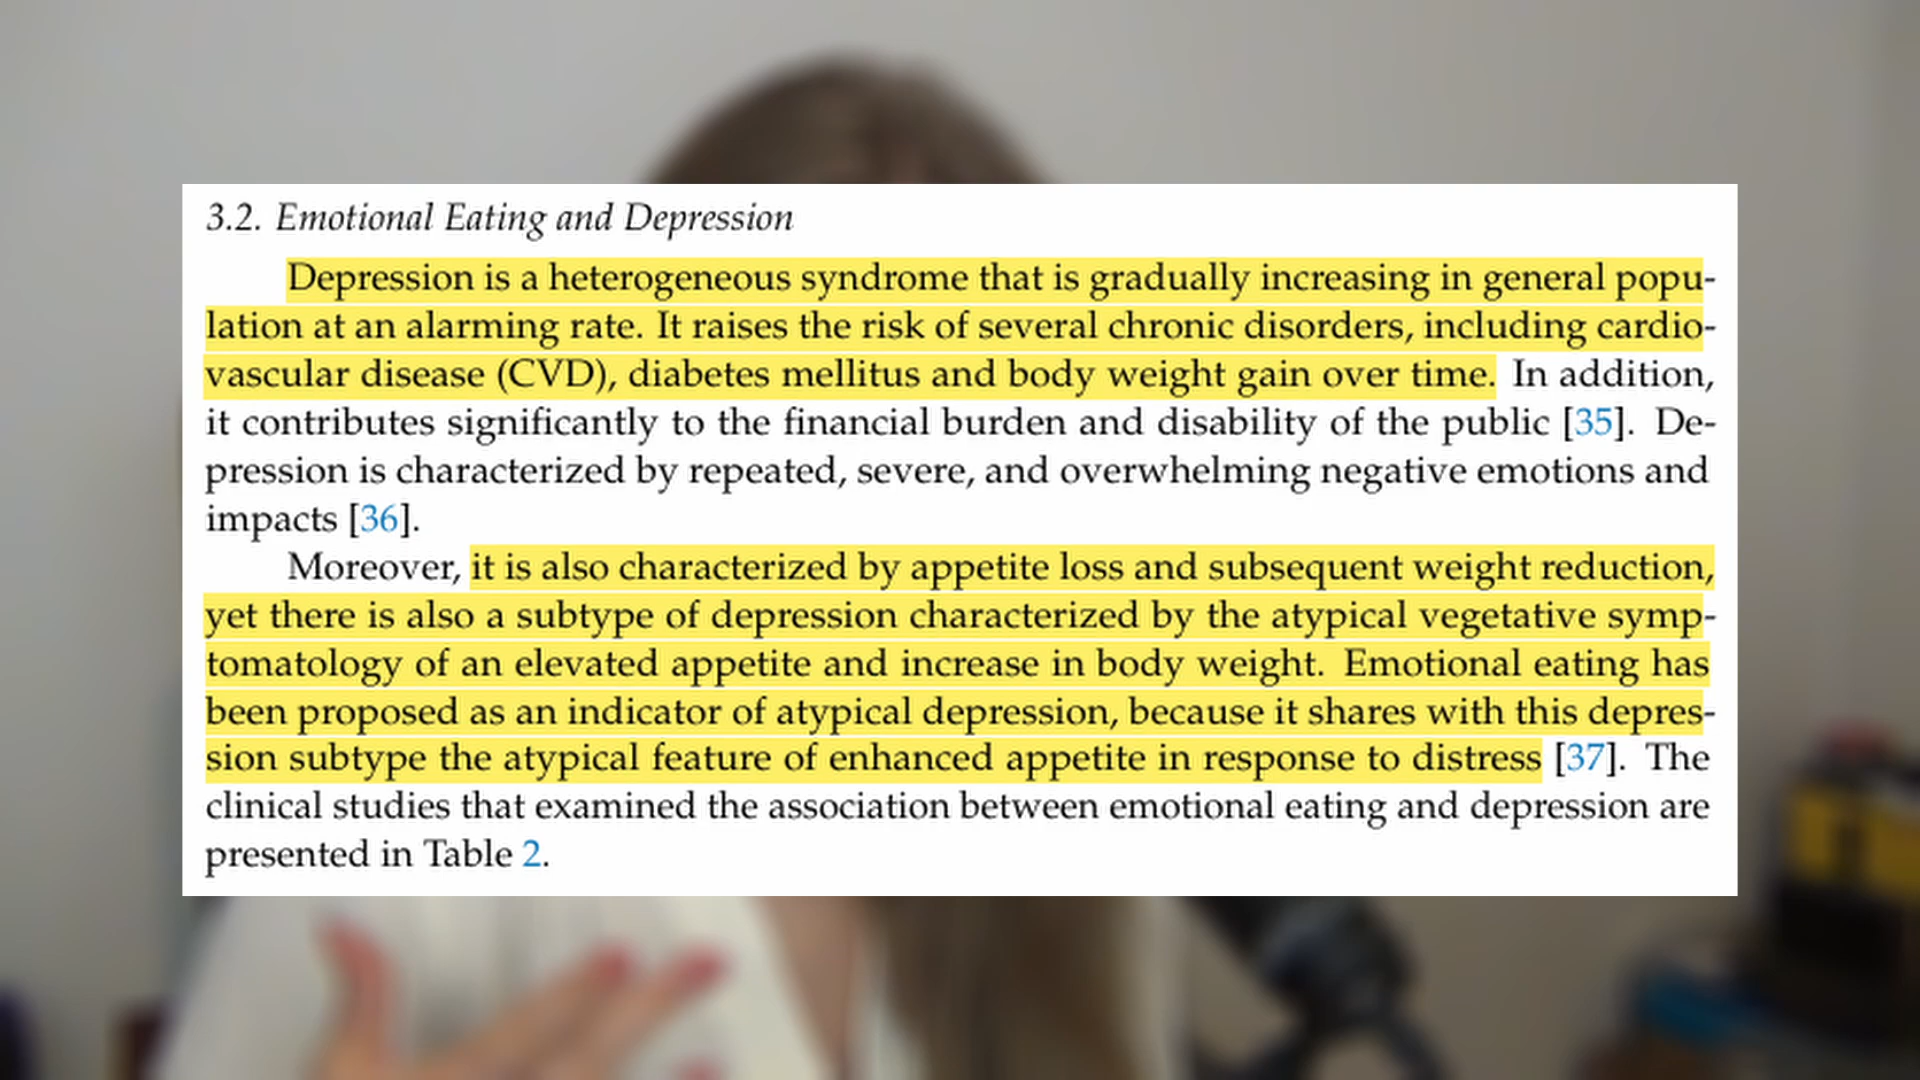 3.2. Emotional Eating and Depression
Depression is a heterogeneous syndrome that is gradually increasing in general popu-
lation at an alarming rate. It raises the risk of several chronic disorders, including cardio-
vascular disease (CVD), diabetes mellitus and body weight gain over time. In addition,
it contributes significantly to the financial burden and disability of the public [35]. De-
pression is characterized by repeated, severe, and overwhelming negative emotions and
impacts [36].
Moreover, it is also characterized by appetite loss and subsequent weight reduction,
yet there is also a subtype of depression characterized by the atypical vegetative symp-
tomatology of an elevated appetite and increase in body weight. Emotional eating has
been proposed as an indicator of atypical depression, because it shares with this depres-
sion subtype the atypical feature of enhanced appetite in response to distress [37]. The
clinical studies that examined the association between emotional eating and depression are
presented in Table 2.